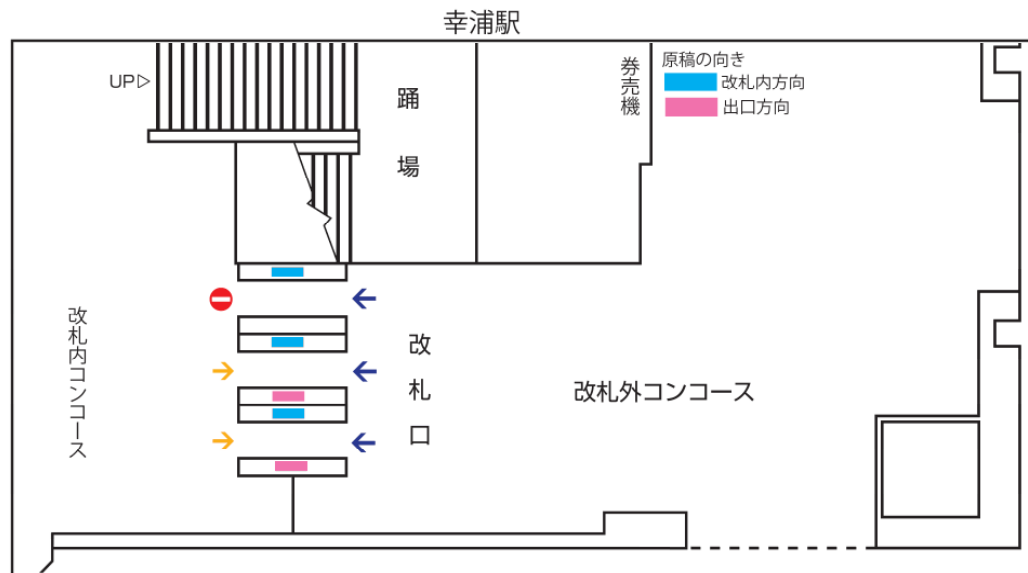 幸浦駅
UP▷
踊場
券売機
原稿の向き
改札内方向
出口方向
改札内コンコース
改札口
改札外コンコース